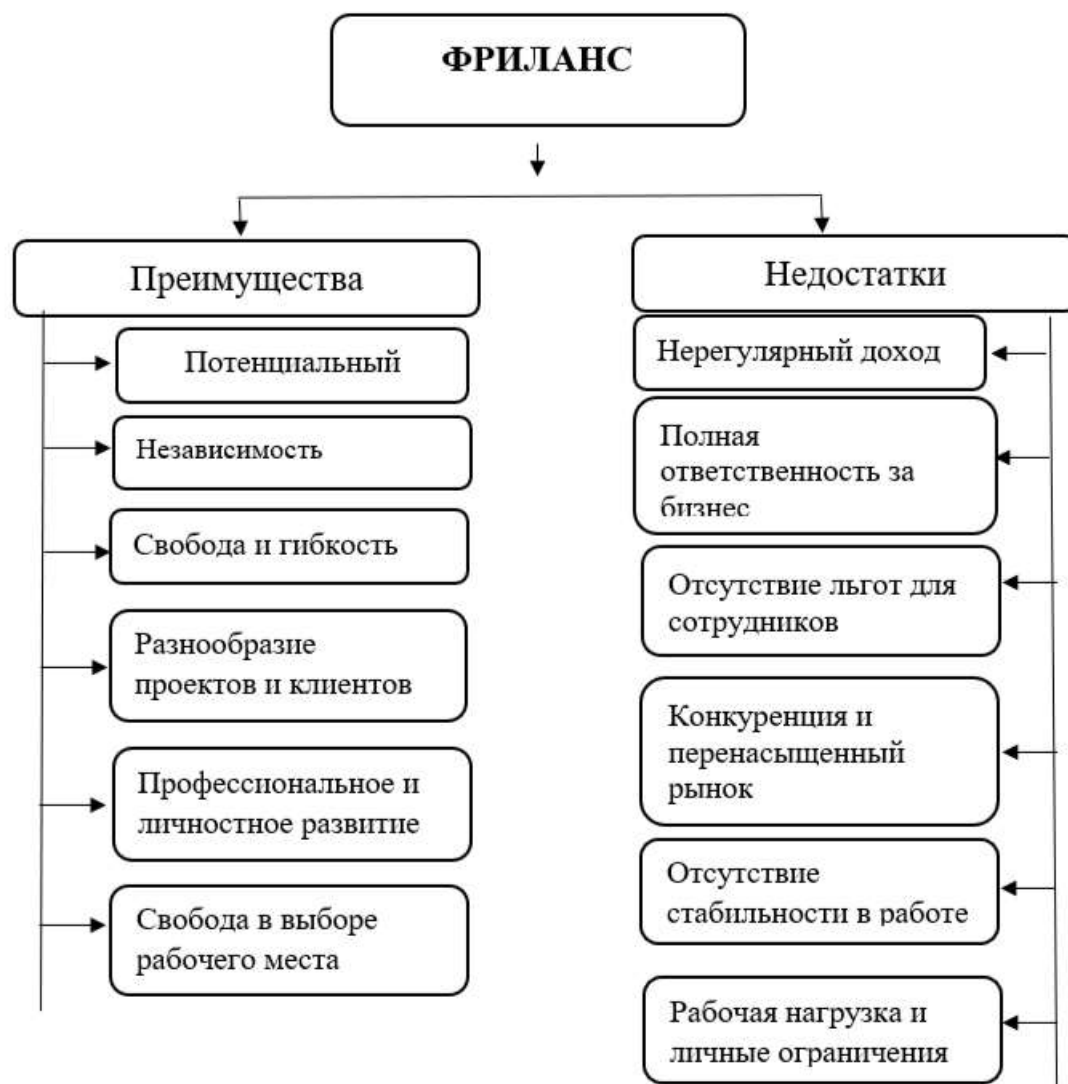 ФРИЛАНС
Преимущества
Потенциальный
Независимость
Свобода и гибкость
Разнообразие
проектов и клиентов
Профессиональное и
личностное развитие
Свобода в выборе
рабочего места
Недостатки
Нерегулярный доход
Полная
ответственность за
бизнес
Отсутствие льгот для
сотрудников
Конкуренция и
перенасыщенный
рынок
Отсутствие
стабильности в работе
Рабочая нагрузка и
личные ограничения